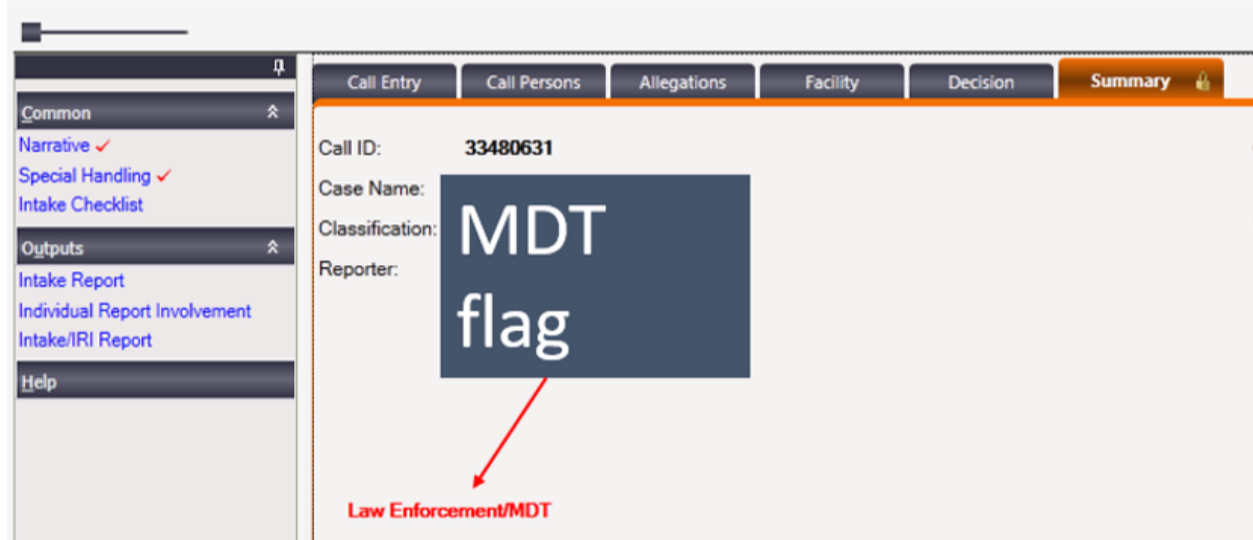 Call Entry
Call Persons
Allegations
Facility
Decision
Summary
Common
Narrative
Special Handling
Intake Checklist
Outputs
Intake Report
Individual Report Involvement
Intake/IRI Report
Help
Call ID: 33480631
Case Name:
Classification:
Reporter:
MDT
flag
Law Enforcement/MDT